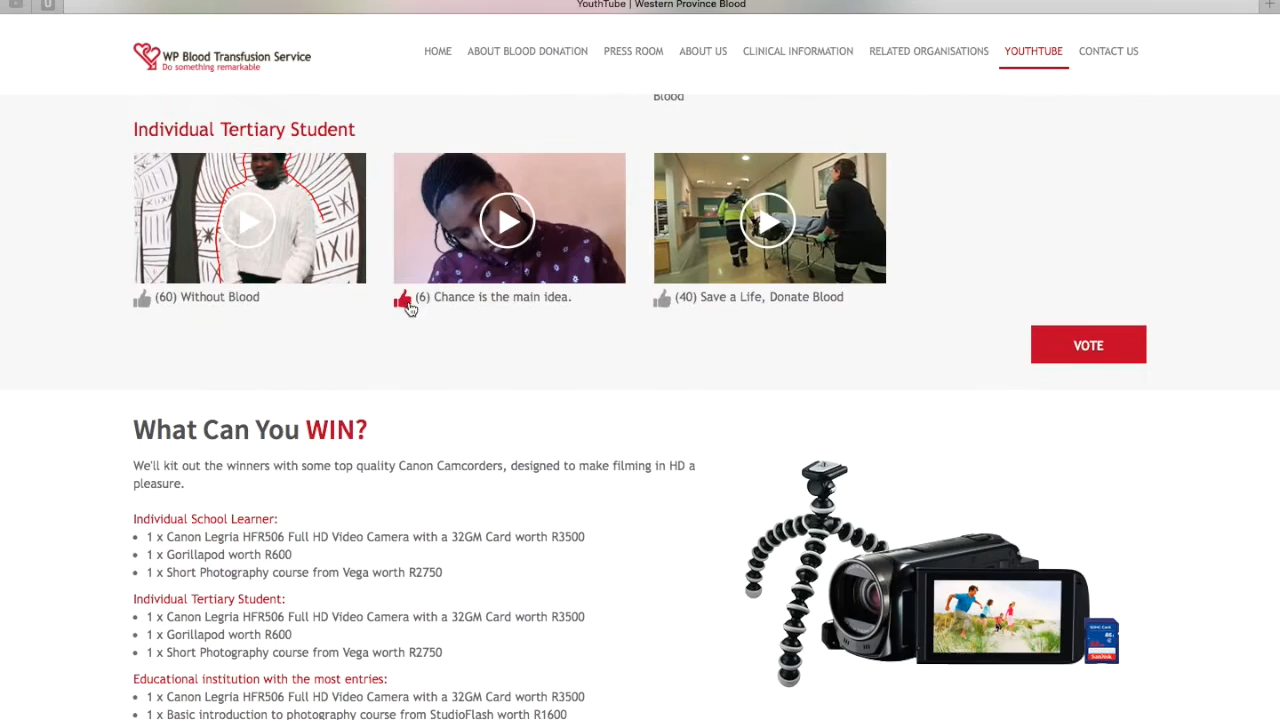 YouthTube | Western Province Blood
WP Blood Transfusion Service
Do something remarkable
HOME ABOUT BLOOD DONATION PRESS ROOM ABOUT US CLINICAL INFORMATION RELATED ORGANISATIONS YOUTHTUBE CONTACT US
Blood
Individual Tertiary Student
(60) Without Blood
(6) Chance is the main idea.
(40) Save a Life, Donate Blood
VOTE
What Can You WIN?
We'll kit out the winners with some top quality Canon Camcorders, designed to make filming in HD a
pleasure.
Individual School Learner:
• 1 x Canon Legria HFR506 Full HD Video Camera with a 32GM Card worth R3500
• 1 x Gorillapod worth R600
• 1 x Short Photography course from Vega worth R2750
Individual Tertiary Student:
• 1 x Canon Legria HFR506 Full HD Video Camera with a 32GM Card worth R3500
• 1 x Gorillapod worth R600
• 1 x Short Photography course from Vega worth R2750
Educational institution with the most entries:
• 1 x Canon Legria HFR506 Full HD Video Camera with a 32GM Card worth R3500
• 1 x Basic introduction to photography course from StudioFlash worth R1600
SanDisk